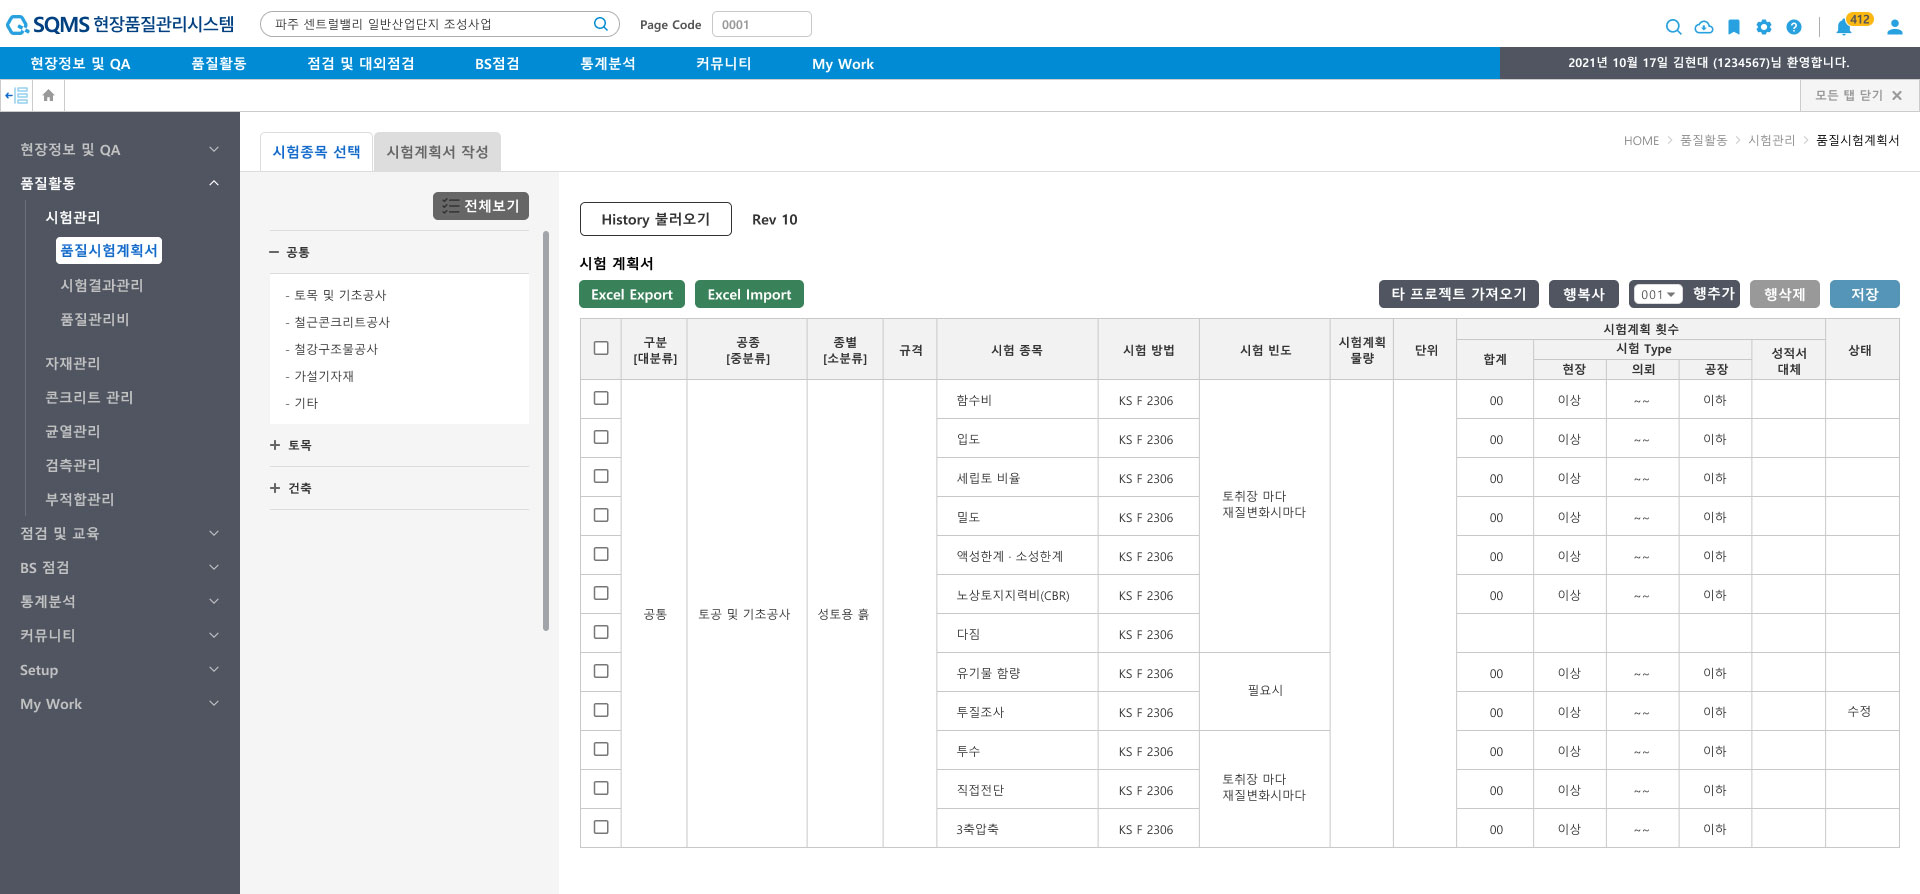 SQMS 현장품질관리시스템
파주 센트럴밸리 일반산업단지 조성사업
Page Code
0001
412
현장정보 및 QA
품질활동
점검 및 대외점검
BS점검
통계분석
커뮤니티
My Work
2021년 10월 17일 김현대 (1234567)님 환영합니다.
모든 탭 닫기
현장정보 및 QA
품질활동
시험관리
품질시험계획서
시험결과관리
품질관리비
자재관리
콘크리트 관리
균열관리
검측관리
부적합관리
점검 및 교육
BS 점검
통계분석
커뮤니티
Setup
My Work
시험종목 선택
시험계획서 작성
HOME > 품질활동 > 시험관리 > 품질시험계획서
전체보기
공통
- 토목 및 기초공사
- 철근콘크리트공사
- 철강구조물공사
- 가설기자재
- 기타
토목
건축
History 불러오기
Rev 10
시험 계획서
Excel Export
Excel Import
타 프로젝트 가져오기
행복사
001
행추가
행삭제
저장
구분
[대분류]
공종
[중분류]
종별
[소분류]
규격
시험 종목
시험 방법
시험 빈도
시험계획
물량
단위
시험계획 횟수
합계
시험 Type
현장
의뢰
공장
성적서
대체
상태
공통
토공 및 기초공사
성토용 흙
함수비 KS F 2306 00 이상 ~~ 이하
입도 KS F 2306 00 이상 ~~ 이하
세립토 비율 KS F 2306 00 이상 ~~ 이하
토취장 마다
재질변화시마다
밀도 KS F 2306 00 이상 ~~ 이하
액성한계 · 소성한계 KS F 2306 00 이상 ~~ 이하
노상토지지력비(CBR) KS F 2306 00 이상 ~~ 이하
다짐 KS F 2306
유기물 함량 KS F 2306 00 이상 ~~ 이하
필요시
투질조사 KS F 2306 00 이상 ~~ 이하 수정
투수 KS F 2306 00 이상 ~~ 이하
토취장 마다
재질변화시마다
직접전단 KS F 2306 00 이상 ~~ 이하
3축압축 KS F 2306 00 이상 ~~ 이하